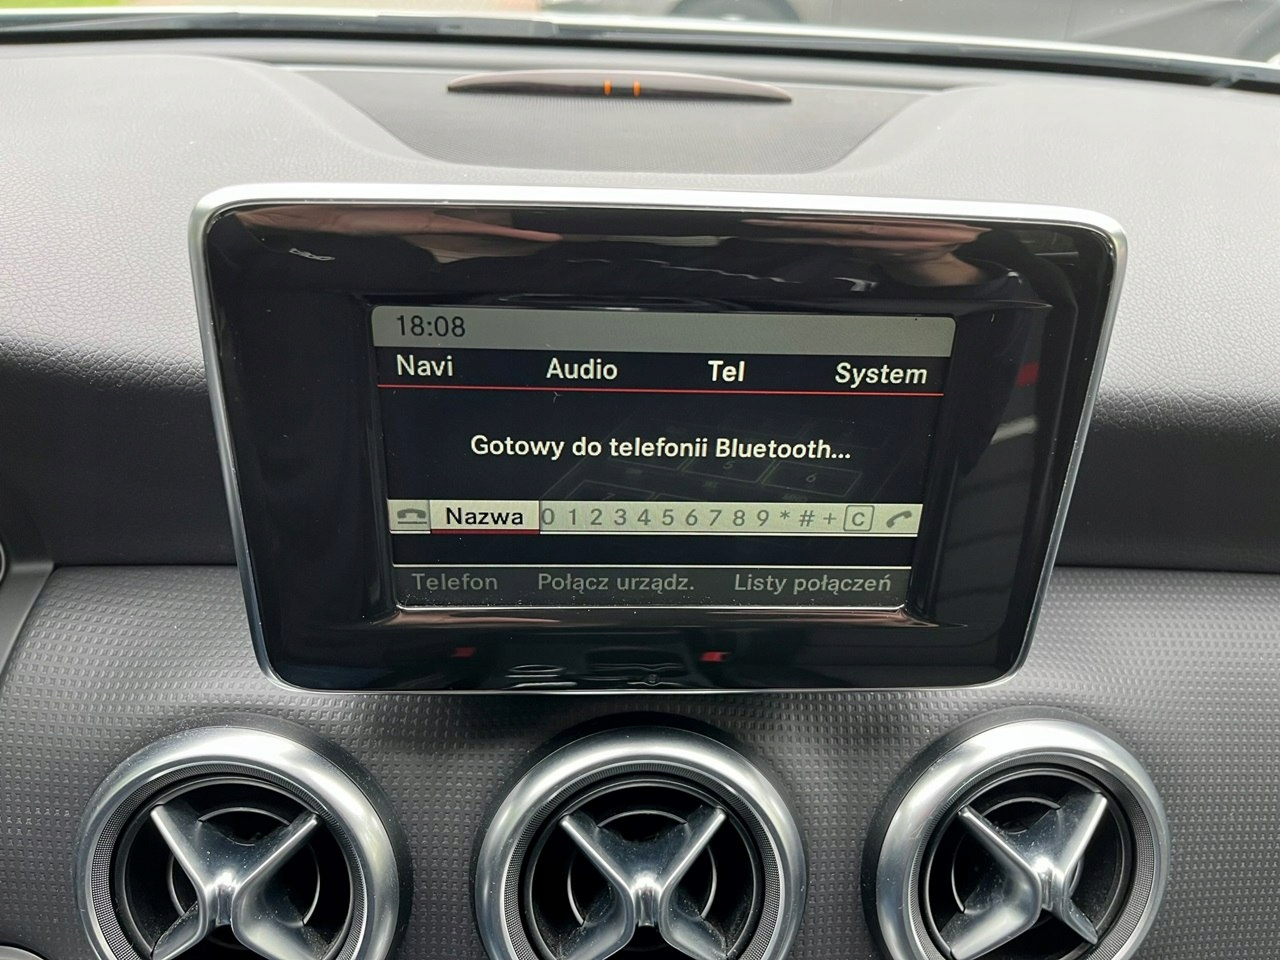 18:08
Navi Audio Tel System
Gotowy do telefonii Bluetooth...
Nazwa 0 1 2 3 4 5 6 7 8 9 * # + C
Telefon Połącz urządz. Listy połączeń